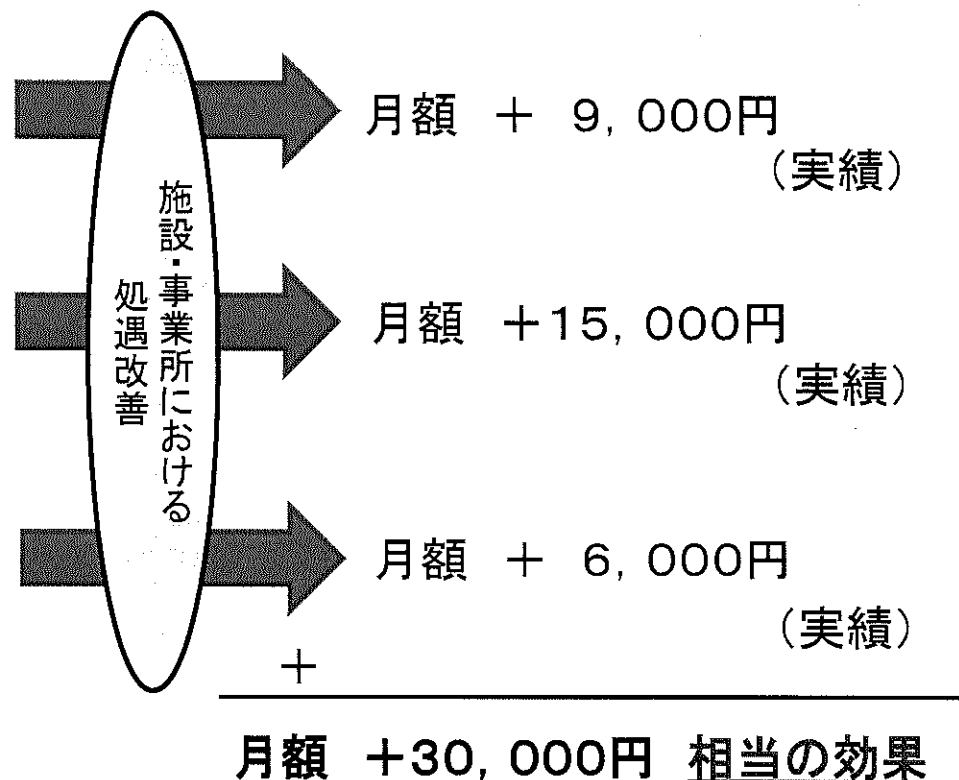 施設・事業所における
処遇改善
月額 + 9,000円
(実績)
月額 +15,000円
(実績)
月額 + 6,000円
(実績)
+
月額 +30,000円 相当の効果